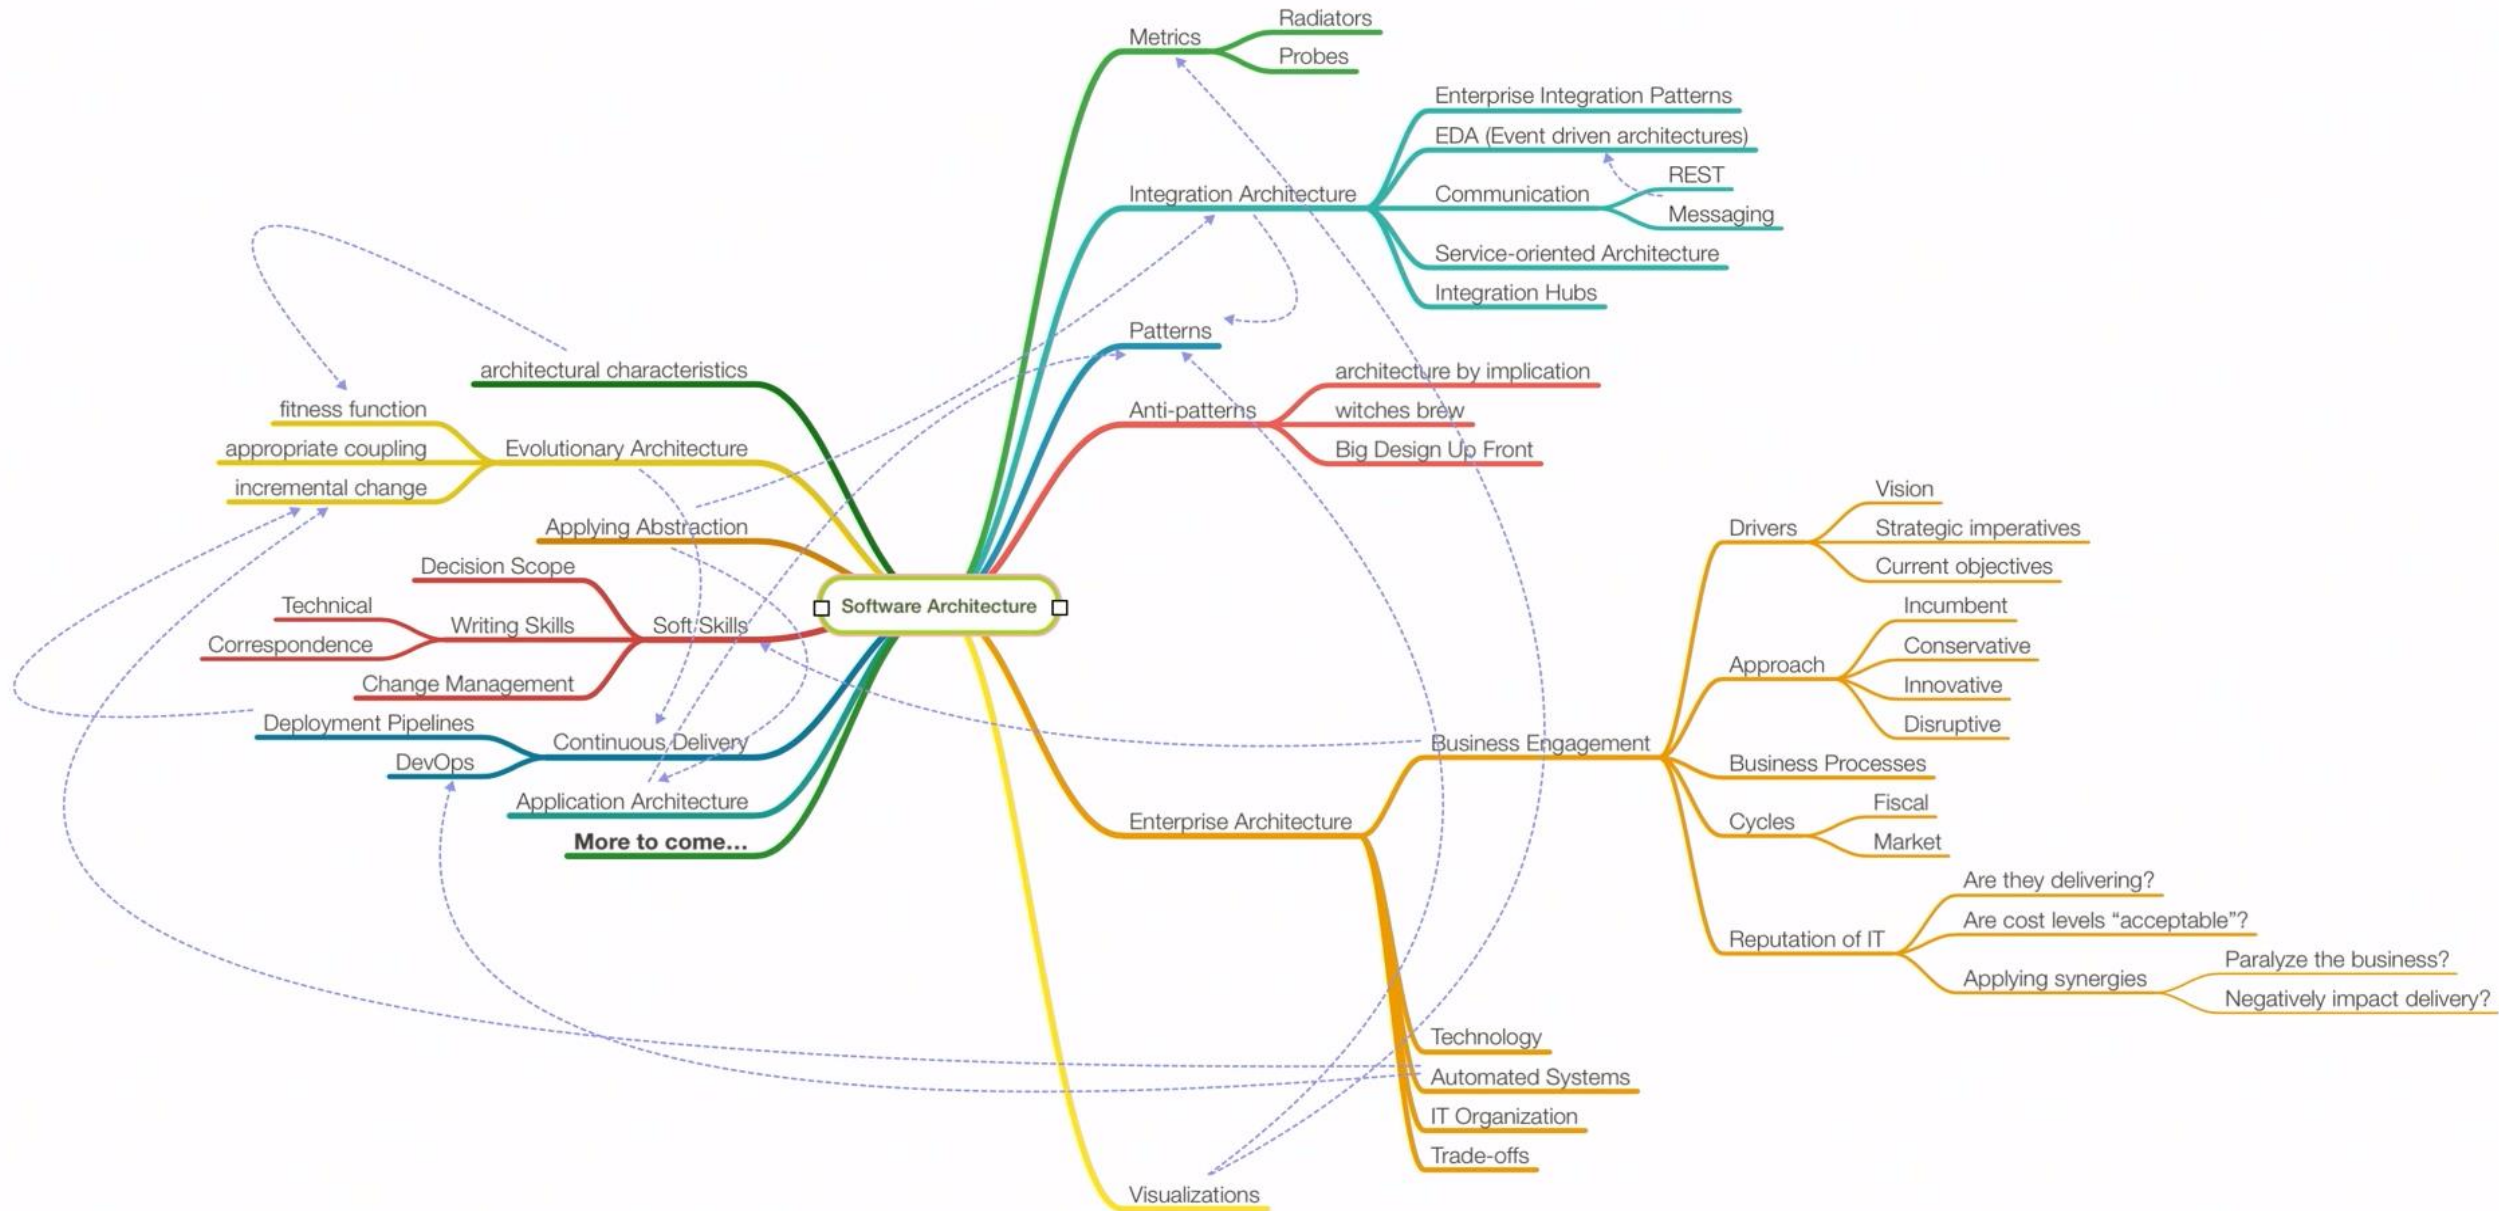 Software Architecture
Metrics
Radiators
Probes
Integration Architecture
Enterprise Integration Patterns
EDA (Event driven architectures)
Communication
REST
Messaging
Service-oriented Architecture
Integration Hubs
Patterns
Anti-patterns
architecture by implication
witches brew
Big Design Up Front
Enterprise Architecture
Business Engagement
Drivers
Vision
Strategic imperatives
Current objectives
Approach
Incumbent
Conservative
Innovative
Disruptive
Business Processes
Cycles
Fiscal
Market
Reputation of IT
Are they delivering?
Are cost levels “acceptable”?
Applying synergies
Paralyze the business?
Negatively impact delivery?
Technology
Automated Systems
IT Organization
Trade-offs
Visualizations
architectural characteristics
Evolutionary Architecture
fitness function
appropriate coupling
incremental change
Applying Abstraction
Soft Skills
Decision Scope
Writing Skills
Technical
Correspondence
Change Management
Continuous Delivery
Deployment Pipelines
DevOps
Application Architecture
More to come...